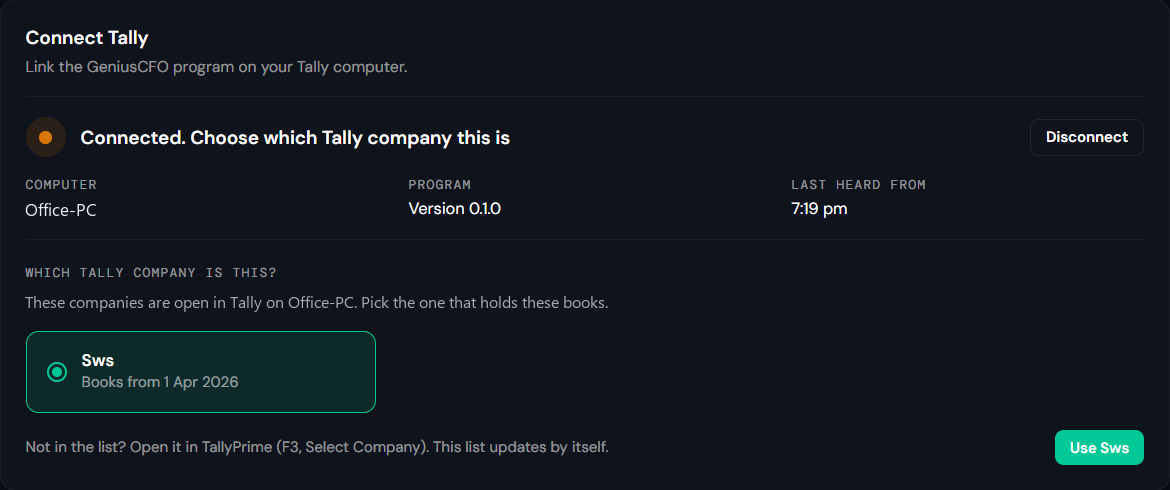 Connect Tally
Link the GeniusCFO program on your Tally computer.
Connected. Choose which Tally company this is
Disconnect
COMPUTER
PROGRAM
LAST HEARD FROM
Office-PC
Version 0.1.0
7:19 pm
WHICH TALLY COMPANY IS THIS?
These companies are open in Tally on Office-PC. Pick the one that holds these books.
Sws
Books from 1 Apr 2026
Not in the list? Open it in TallyPrime (F3, Select Company). This list updates by itself.
Use Sws